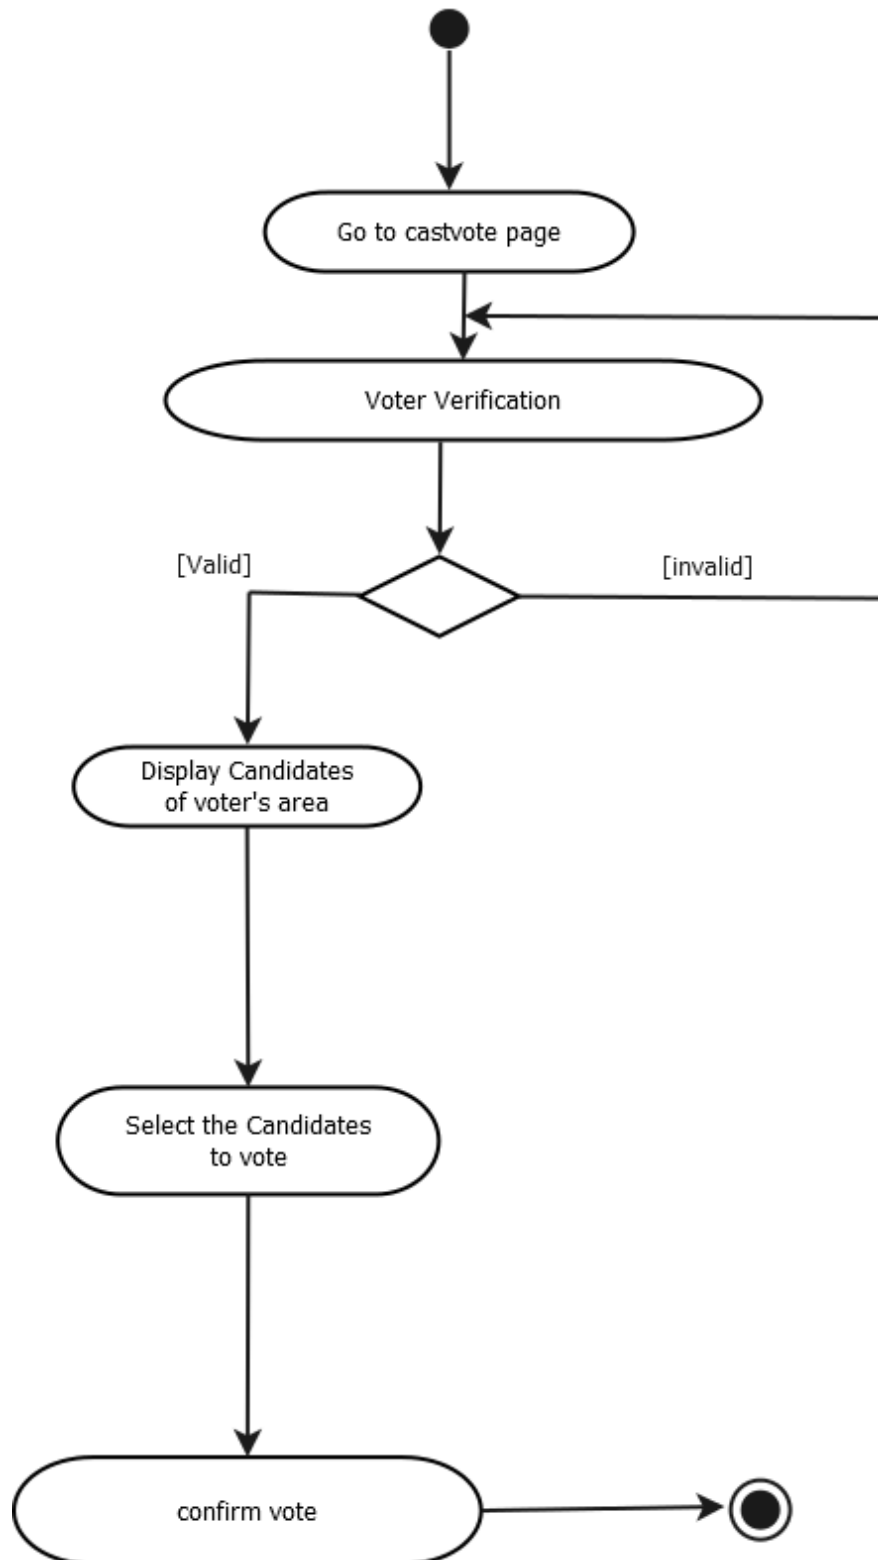 Go to castvote page
Voter Verification
[Valid]
[invalid]
Display Candidates
of voter's area
Select the Candidates
to vote
confirm vote